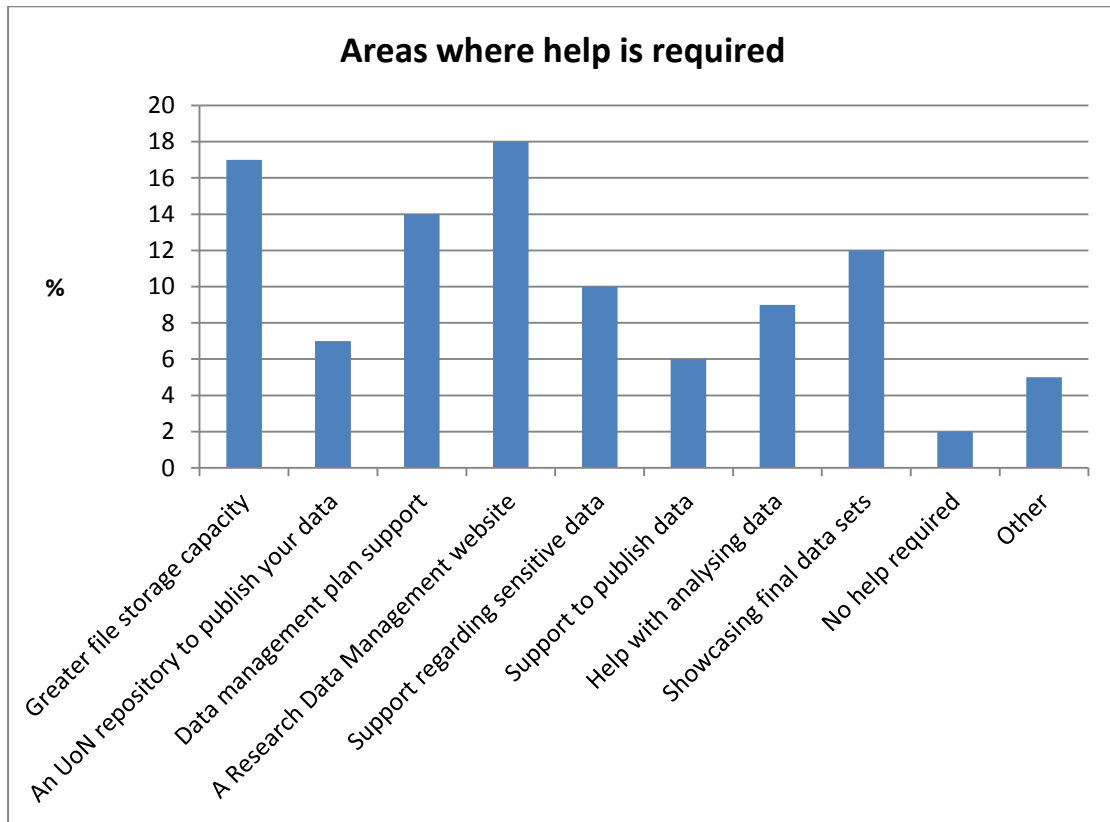 Areas where help is required
20
18
16
14
12
10
8
6
4
2
0
%
Greater file storage capacity
An UoN repository to publish your data
Data management plan support
A Research Data Management website
Support regarding sensitive data
Support to publish data
Help with analysing data
Showcasing final data sets
No help required
Other